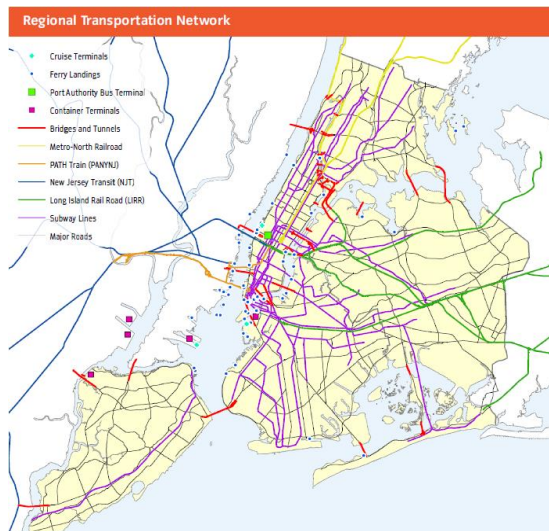 Regional Transportation Network
Cruise Terminals
Ferry Landings
Port Authority Bus Terminal
Container Terminals
Bridges and Tunnels
Metro-North Railroad
PATH Train (PANYNJ)
New Jersey Transit (NJT)
Long Island Rail Road (LIRR)
Subway Lines
Major Roads